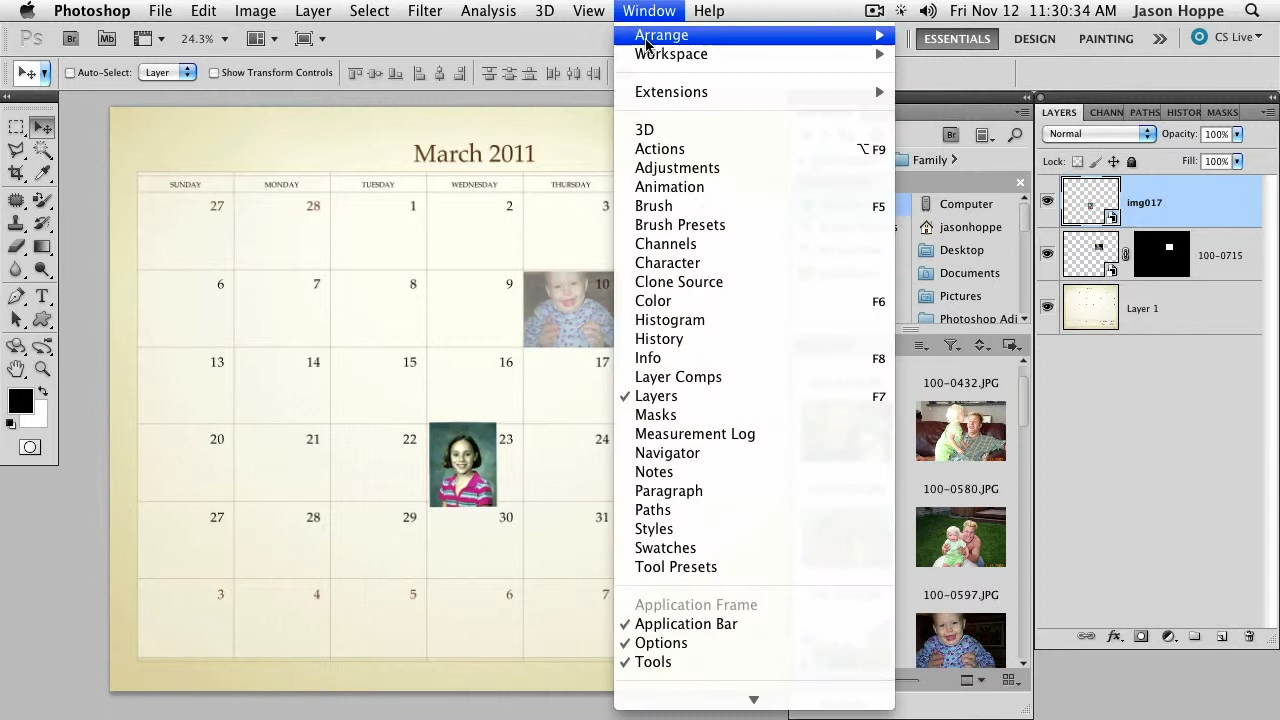 Photoshop File Edit Image Layer Select Filter Analysis 3D View Window Help Fri Nov 12 11:30:34 AM Jason Hoppe
Ps Br Mb 24.3% ESSENTIALS DESIGN PAINTING CS Live
Auto-Select: Layer Show Transform Controls
Arrange
Workspace
Extensions
3D
Actions ⌥F9
Adjustments
Animation
Brush F5
Brush Presets
Channels
Character
Clone Source
Color F6
Histogram
History
Info F8
Layer Comps
✓ Layers F7
Masks
Measurement Log
Navigator
Notes
Paragraph
Paths
Styles
Swatches
Tool Presets
Application Frame
✓ Application Bar
✓ Options
✓ Tools
March 2011
SUNDAY MONDAY TUESDAY WEDNESDAY THURSDAY
27 28 1 2 3
6 7 8 9 10
13 14 15 16 17
20 21 22 23 24
27 28 29 30 31
3 4 5 6 7
Br
Family
Computer
jasonhoppe
Desktop
Documents
Pictures
Photoshop Adi
100-0432.JPG
100-0580.JPG
100-0597.JPG
LAYERS CHANN PATHS HISTOR MASKS
Normal Opacity: 100%
Lock: Fill: 100%
img017
100-0715
Layer 1
fx